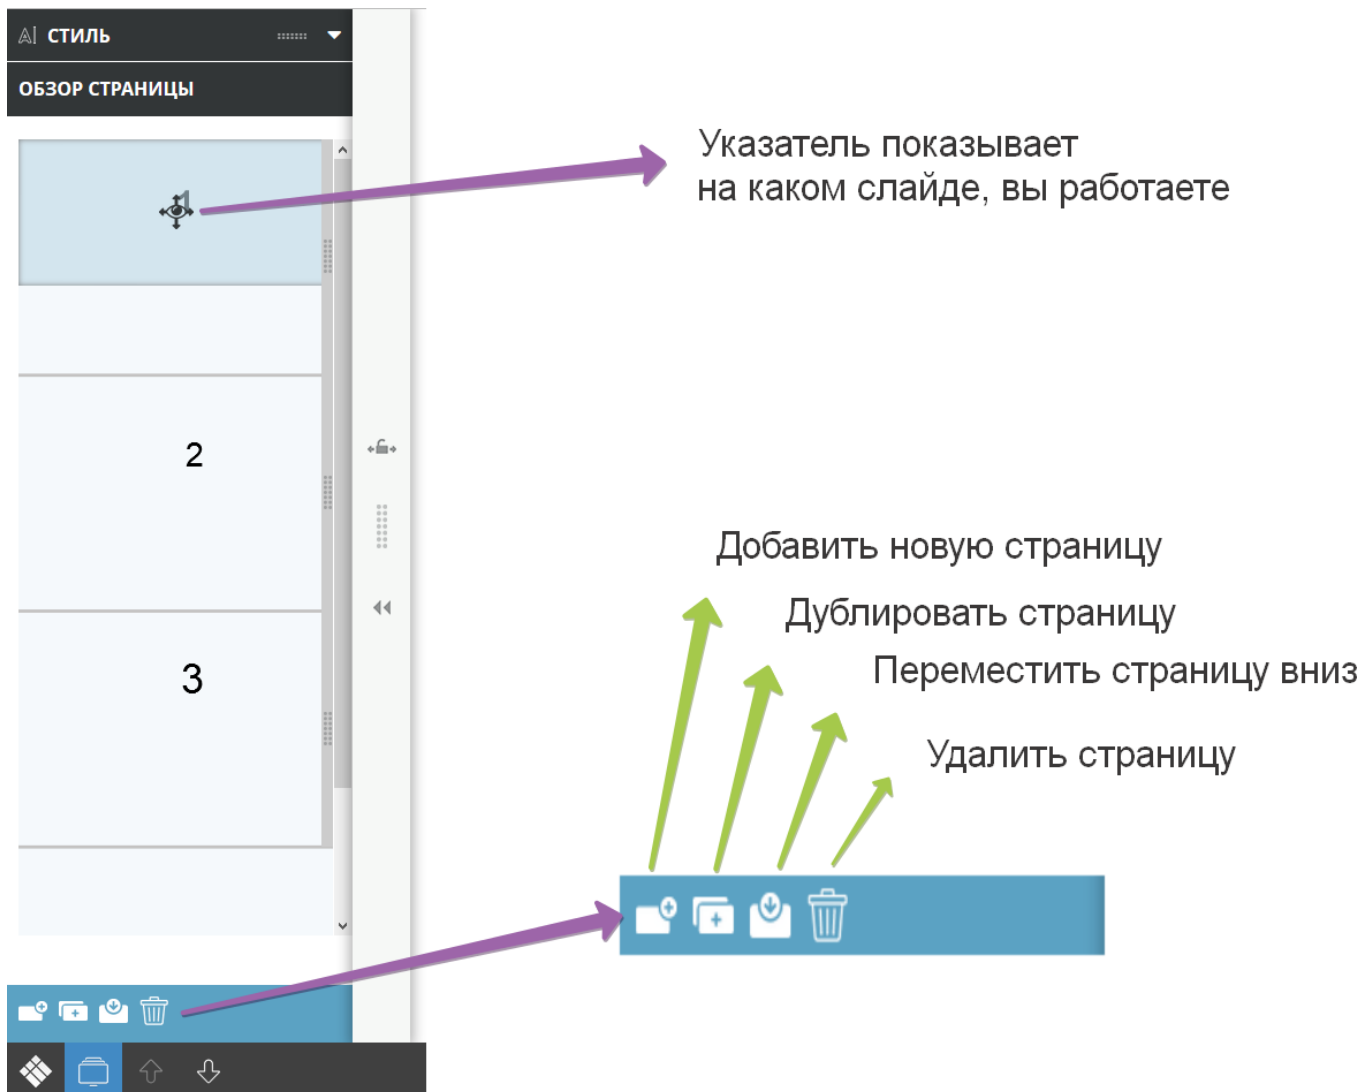 СТИЛЬ
ОБЗОР СТРАНИЦЫ
1
Указатель показывает
на каком слайде, вы работаете
2
Добавить новую страницу
Дублировать страницу
3
Переместить страницу вниз
Удалить страницу